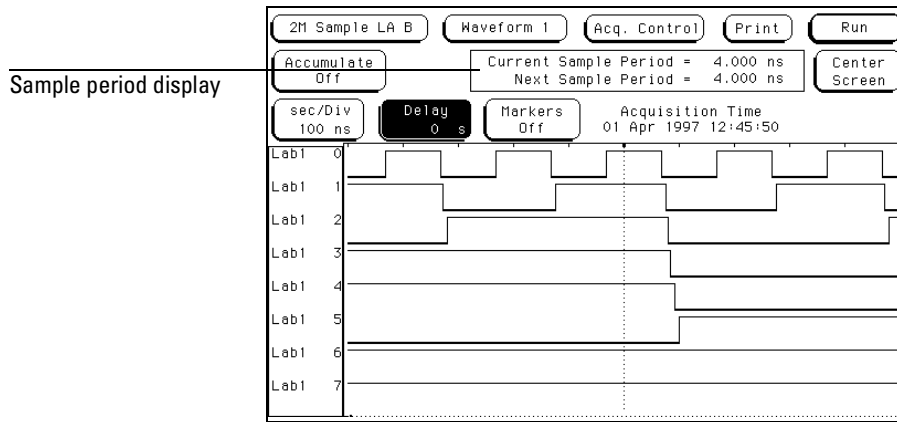 2M Sample LA B Waveform 1 Acq. Control Print Run
Accumulate
Off
Current Sample Period = 4.000 ns
Next Sample Period = 4.000 ns
Center
Screen
Sample period display
sec/Div
100 ns
Delay
0 s
Markers
Off
Acquisition Time
01 Apr 1997 12:45:50
Lab1 0
Lab1 1
Lab1 2
Lab1 3
Lab1 4
Lab1 5
Lab1 6
Lab1 7